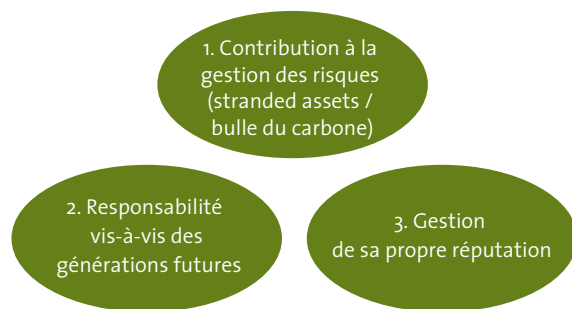 1. Contribution à la
gestion des risques
(stranded assets /
bulle du carbone)
2. Responsabilité
vis-à-vis des
générations futures
3. Gestion
de sa propre réputation